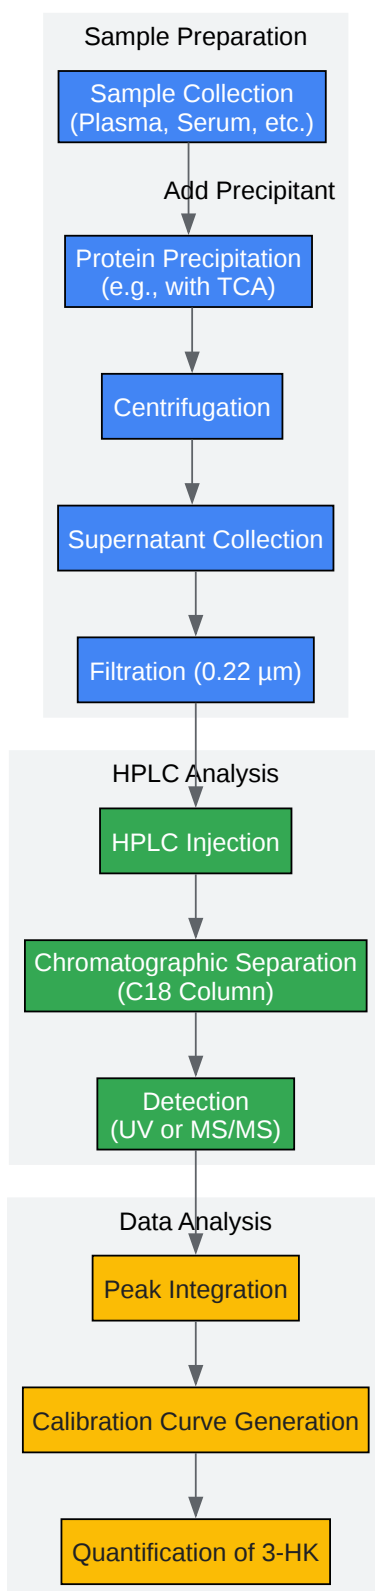 Sample Preparation
Sample Collection
(Plasma, Serum, etc.)
Add Precipitant
Protein Precipitation
(e.g., with TCA)
Centrifugation
Supernatant Collection
Filtration (0.22 µm)
HPLC Analysis
HPLC Injection
Chromatographic Separation
(C18 Column)
Detection
(UV or MS/MS)
Data Analysis
Peak Integration
Calibration Curve Generation
Quantification of 3-HK